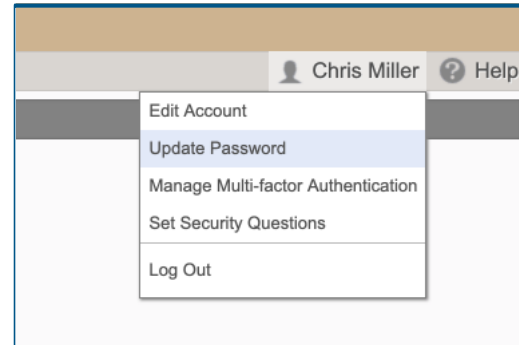 Chris Miller Help
Edit Account
Update Password
Manage Multi-factor Authentication
Set Security Questions
Log Out